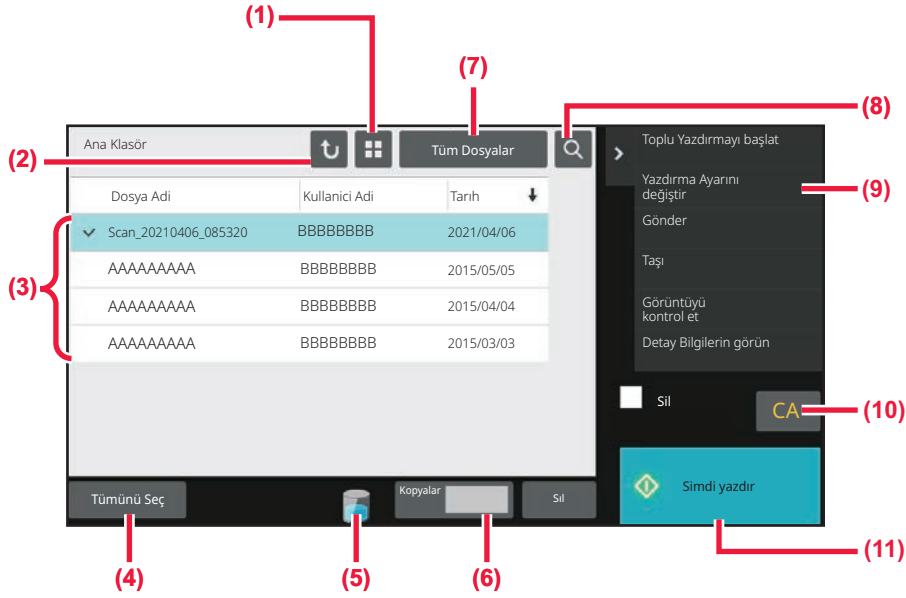 (1)
(7)
(8)
(2)
Ana Klasör
Tüm Dosyalar
Toplu Yazdırmayı başlat
Yazdırma Ayarını
değiştir
(9)
Gönder
Taşı
Görüntüyü
kontrol et
Detay Bilgilerin görün
Dosya Adi Kullanici Adi Tarıh
(3)
Scan_20210406_085320 BBBBBBBB 2021/04/06
AAAAAAAAA BBBBBBBB 2015/05/05
AAAAAAAAA BBBBBBBB 2015/04/04
AAAAAAAAA BBBBBBBB 2015/03/03
Sil
CA
(10)
Tümünü Seç
Kopyalar
Sıl
Simdi yazdır
(11)
(4)
(5)
(6)